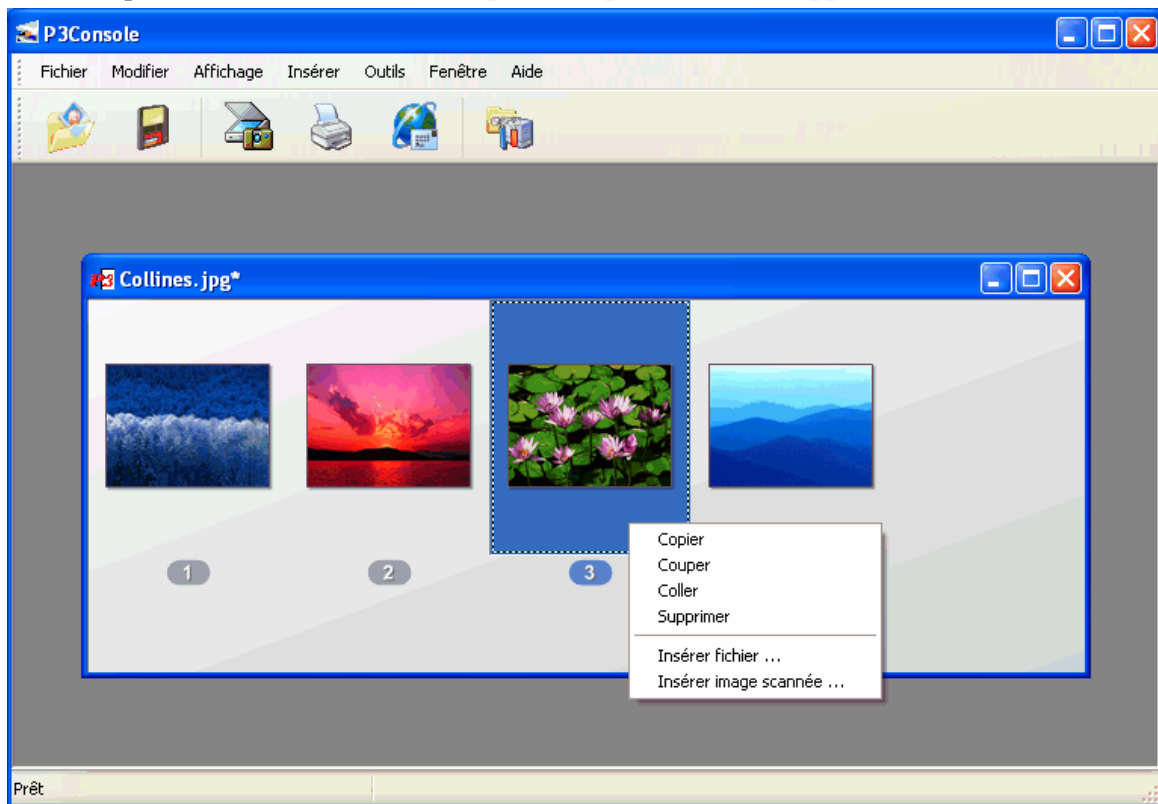 P3Console
Fichier Modifier Affichage Insérer Outils Fenêtre Aide
Collines.jpg*
1 2 3
Copier
Couper
Coller
Supprimer
Insérer fichier ...
Insérer image scannée ...
Prêt